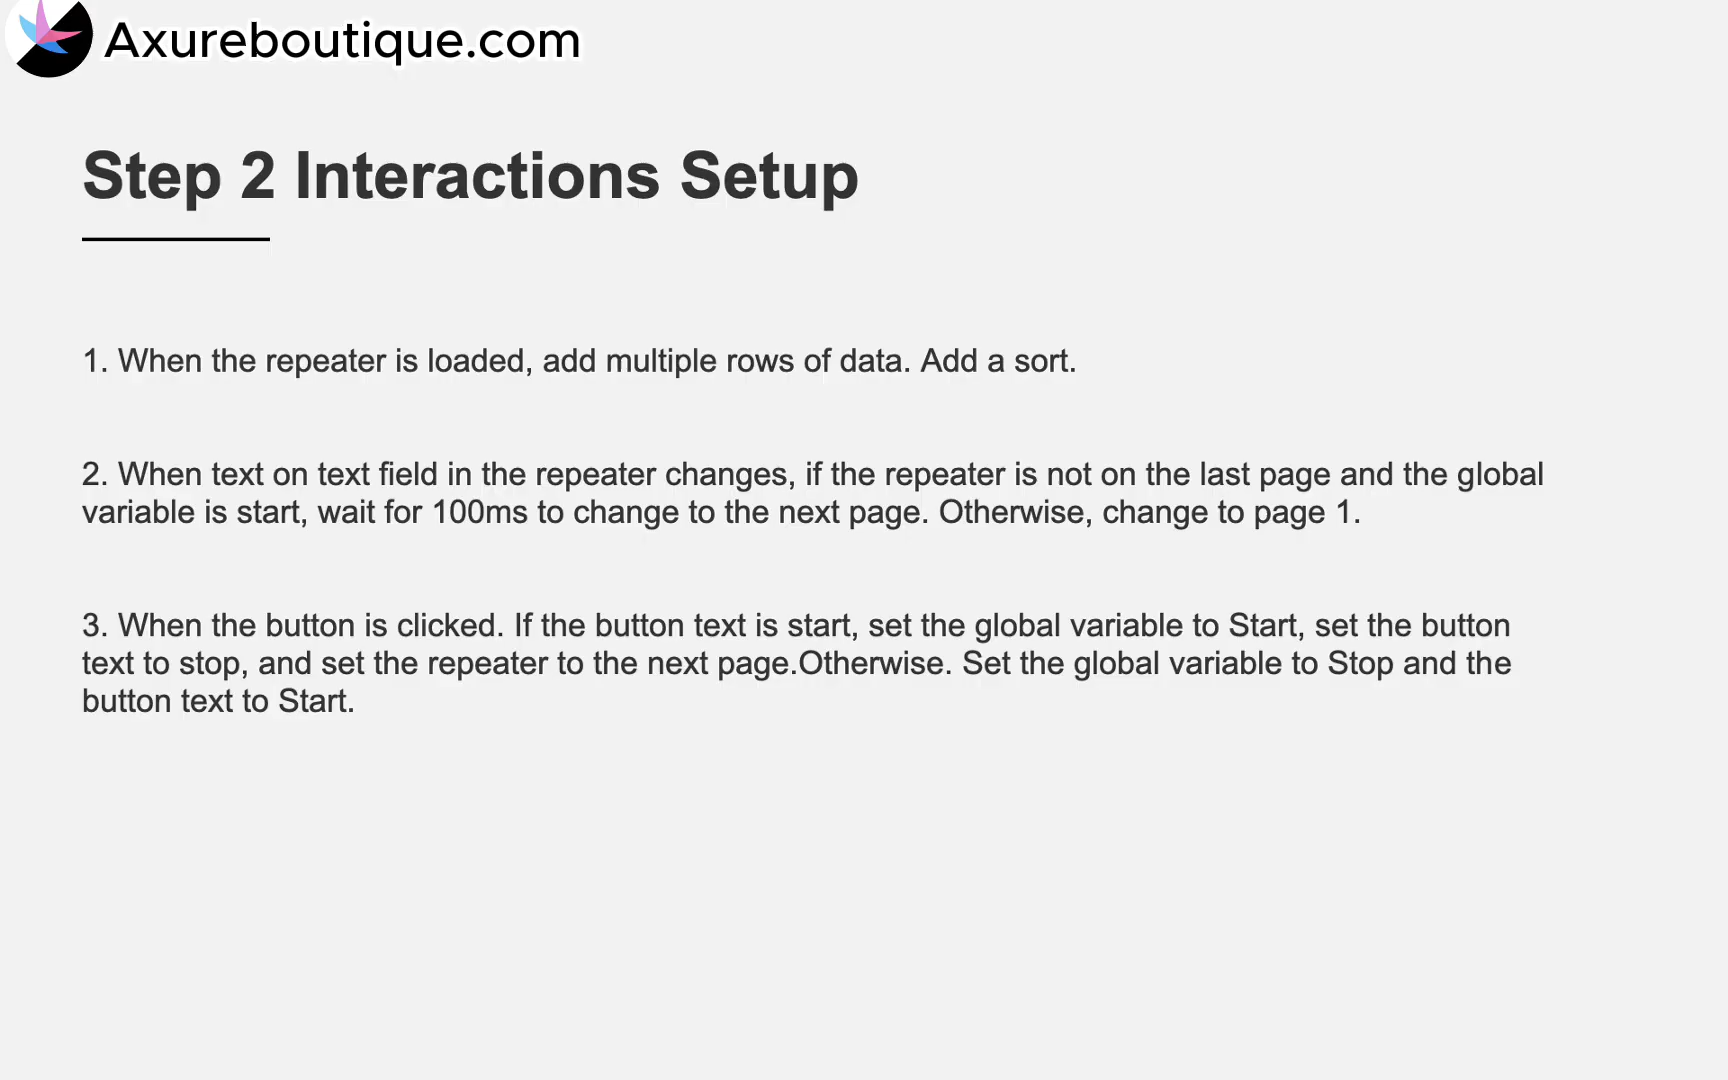 Axureboutique.com
Step 2 Interactions Setup
1. When the repeater is loaded, add multiple rows of data. Add a sort.
2. When text on text field in the repeater changes, if the repeater is not on the last page and the global
variable is start, wait for 100ms to change to the next page. Otherwise, change to page 1.
3. When the button is clicked. If the button text is start, set the global variable to Start, set the button
text to stop, and set the repeater to the next page.Otherwise. Set the global variable to Stop and the
button text to Start.